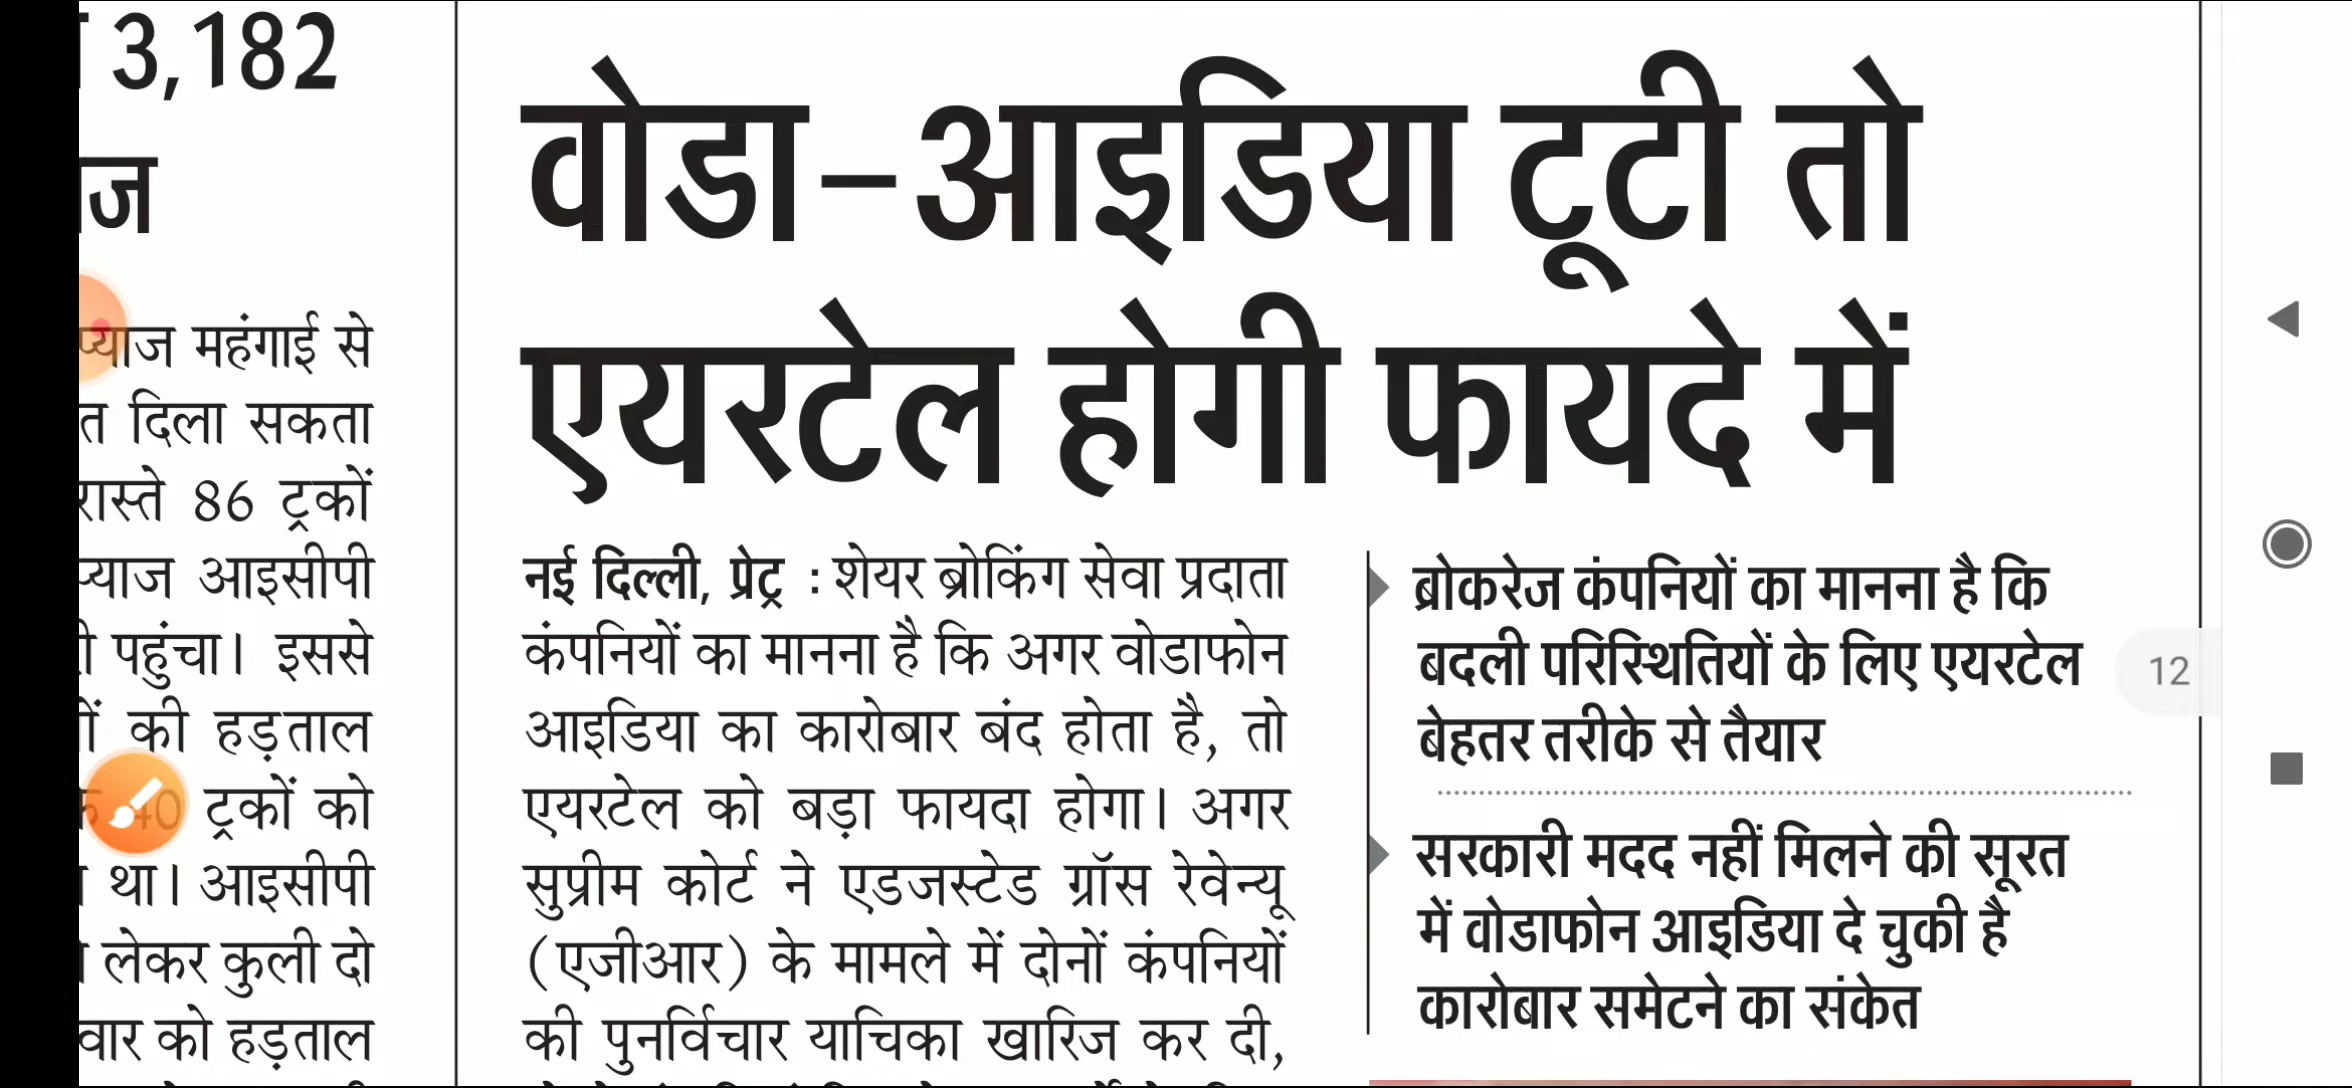 3,182
प्याज महंगाई से
दिला सकता
रास्ते 86 ट्रकों
प्याज आइसीपी
पहुंचा। इससे
की हड़ताल
40 ट्रकों को
था। आइसीपी
लेकर कुली दो
हड़ताल
वोडा-आइडिया टूटी तो
एयरटेल होगी फायदे में
नई दिल्ली, प्रेट्र : शेयर ब्रोकिंग सेवा प्रदाता
कंपनियों का मानना है कि अगर वोडाफोन
आइडिया का कारोबार बंद होता है, तो
एयरटेल को बड़ा फायदा होगा। अगर
सुप्रीम कोर्ट ने एडजस्टेड ग्रॉस रेवेन्यू
(एजीआर) के मामले में दोनों कंपनियों
की पुनर्विचार याचिका खारिज कर दी,
ब्रोकरेज कंपनियों का मानना है कि
बदली परिस्थितियों के लिए एयरटेल
बेहतर तरीके से तैयार
सरकारी मदद नहीं मिलने की सूरत
में वोडाफोन आइडिया दे चुकी है
कारोबार समेटने का संकेत
12